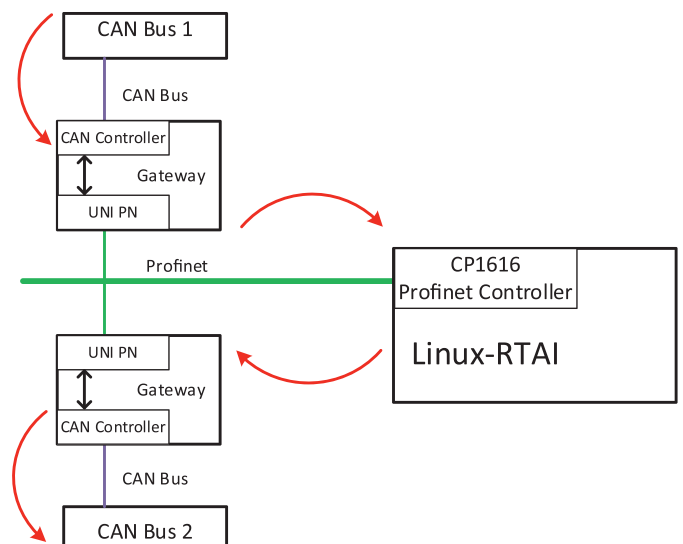 CAN Bus 1
CAN Bus
CAN Controller
Gateway
UNI PN
Profinet
CP1616
Profinet Controller
Linux-RTAI
UNI PN
Gateway
CAN Controller
CAN Bus
CAN Bus 2